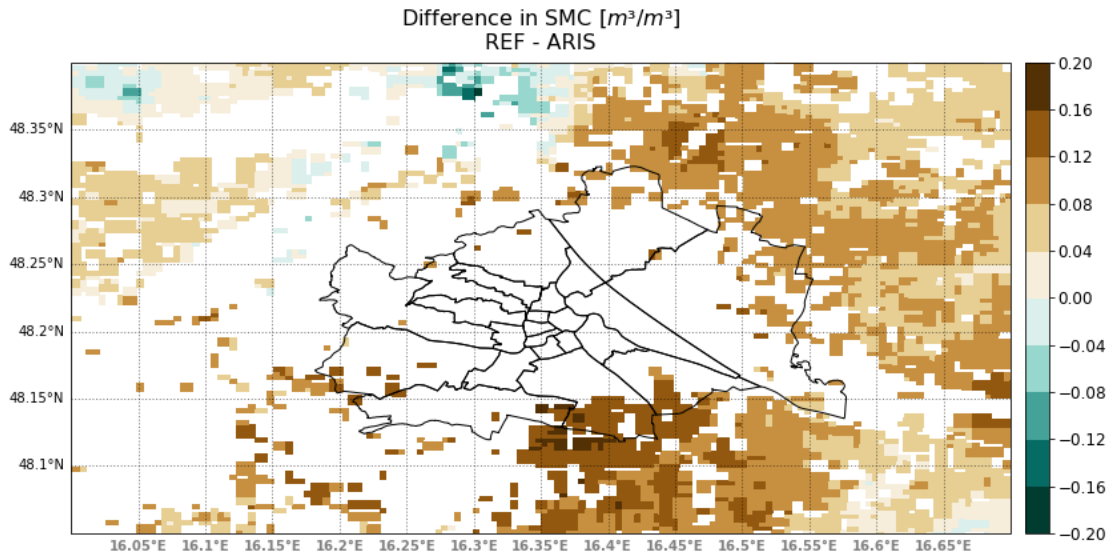 Difference in SMC [m³/m³]
REF - ARIS
48.35°N
48.3°N
48.25°N
48.2°N
48.15°N
48.1°N
16.05°E 16.1°E 16.15°E 16.2°E 16.25°E 16.3°E 16.35°E 16.4°E 16.45°E 16.5°E 16.55°E 16.6°E 16.65°E
0.20
0.16
0.12
0.08
0.04
0.00
−0.04
−0.08
−0.12
−0.16
−0.20